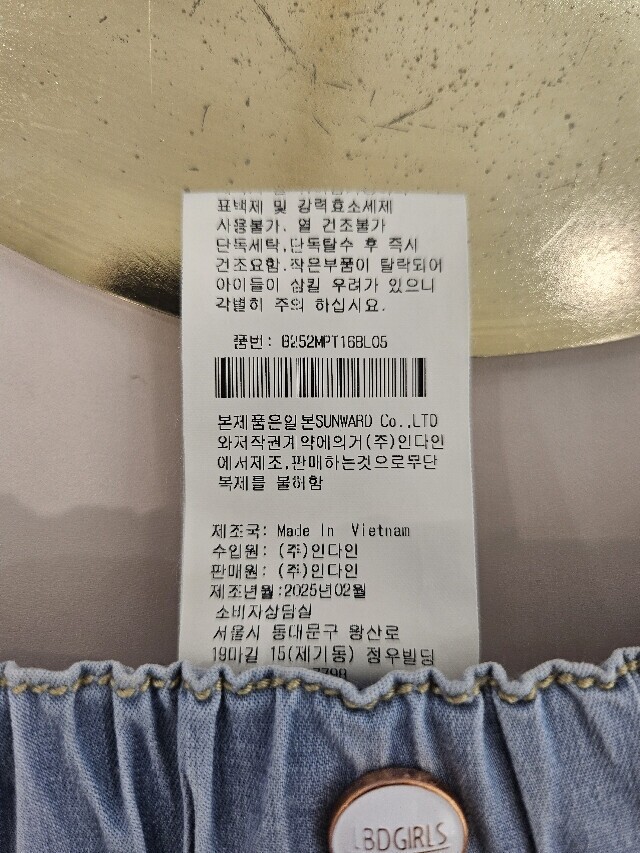 표백제 및 강력효소세제
사용불가. 열 건조불가
단독세탁,단독탈수 후 즉시
건조요함.작은부품이 탈락되어
아이들이 삼킬 우려가 있으니
각별히 주의 하십시요.
품번: B252MPT16BL05
본제품은일본SUNWARD Co.,LTD
와저작권계약에의거(주)인다인
에서제조,판매하는것으로무단
복제를 불허함
제조국: Made In Vietnam
수입원: (주)인다인
판매원: (주)인다인
제조년월:2025년02월
소비자상담실
서울시 동대문구 왕산로
19마길 15(제기동) 정우빌딩
LBDGIRLS